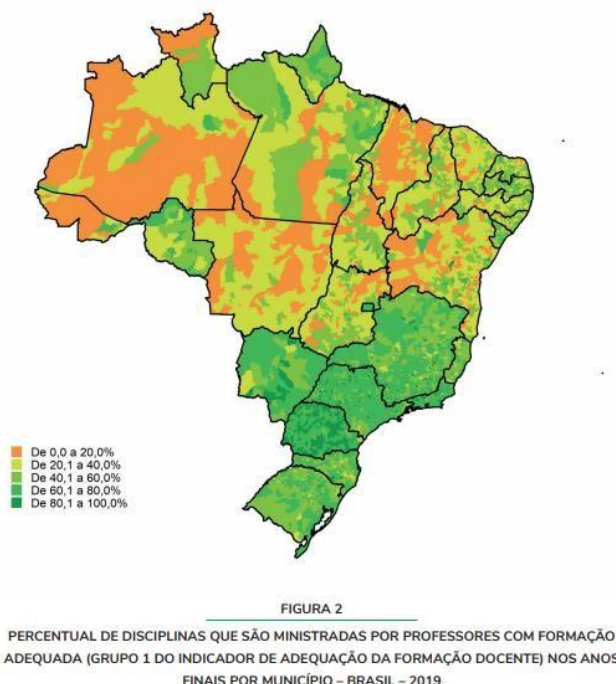 De 0,0 a 20,0%
De 20,1 a 40,0%
De 40,1 a 60,0%
De 60,1 a 80,0%
De 80,1 a 100,0%
FIGURA 2
PERCENTUAL DE DISCIPLINAS QUE SÃO MINISTRADAS POR PROFESSORES COM FORMAÇÃO
ADEQUADA (GRUPO 1 DO INDICADOR DE ADEQUAÇÃO DA FORMAÇÃO DOCENTE) NOS ANOS
FINAIS POR MUNICÍPIO – BRASIL – 2019